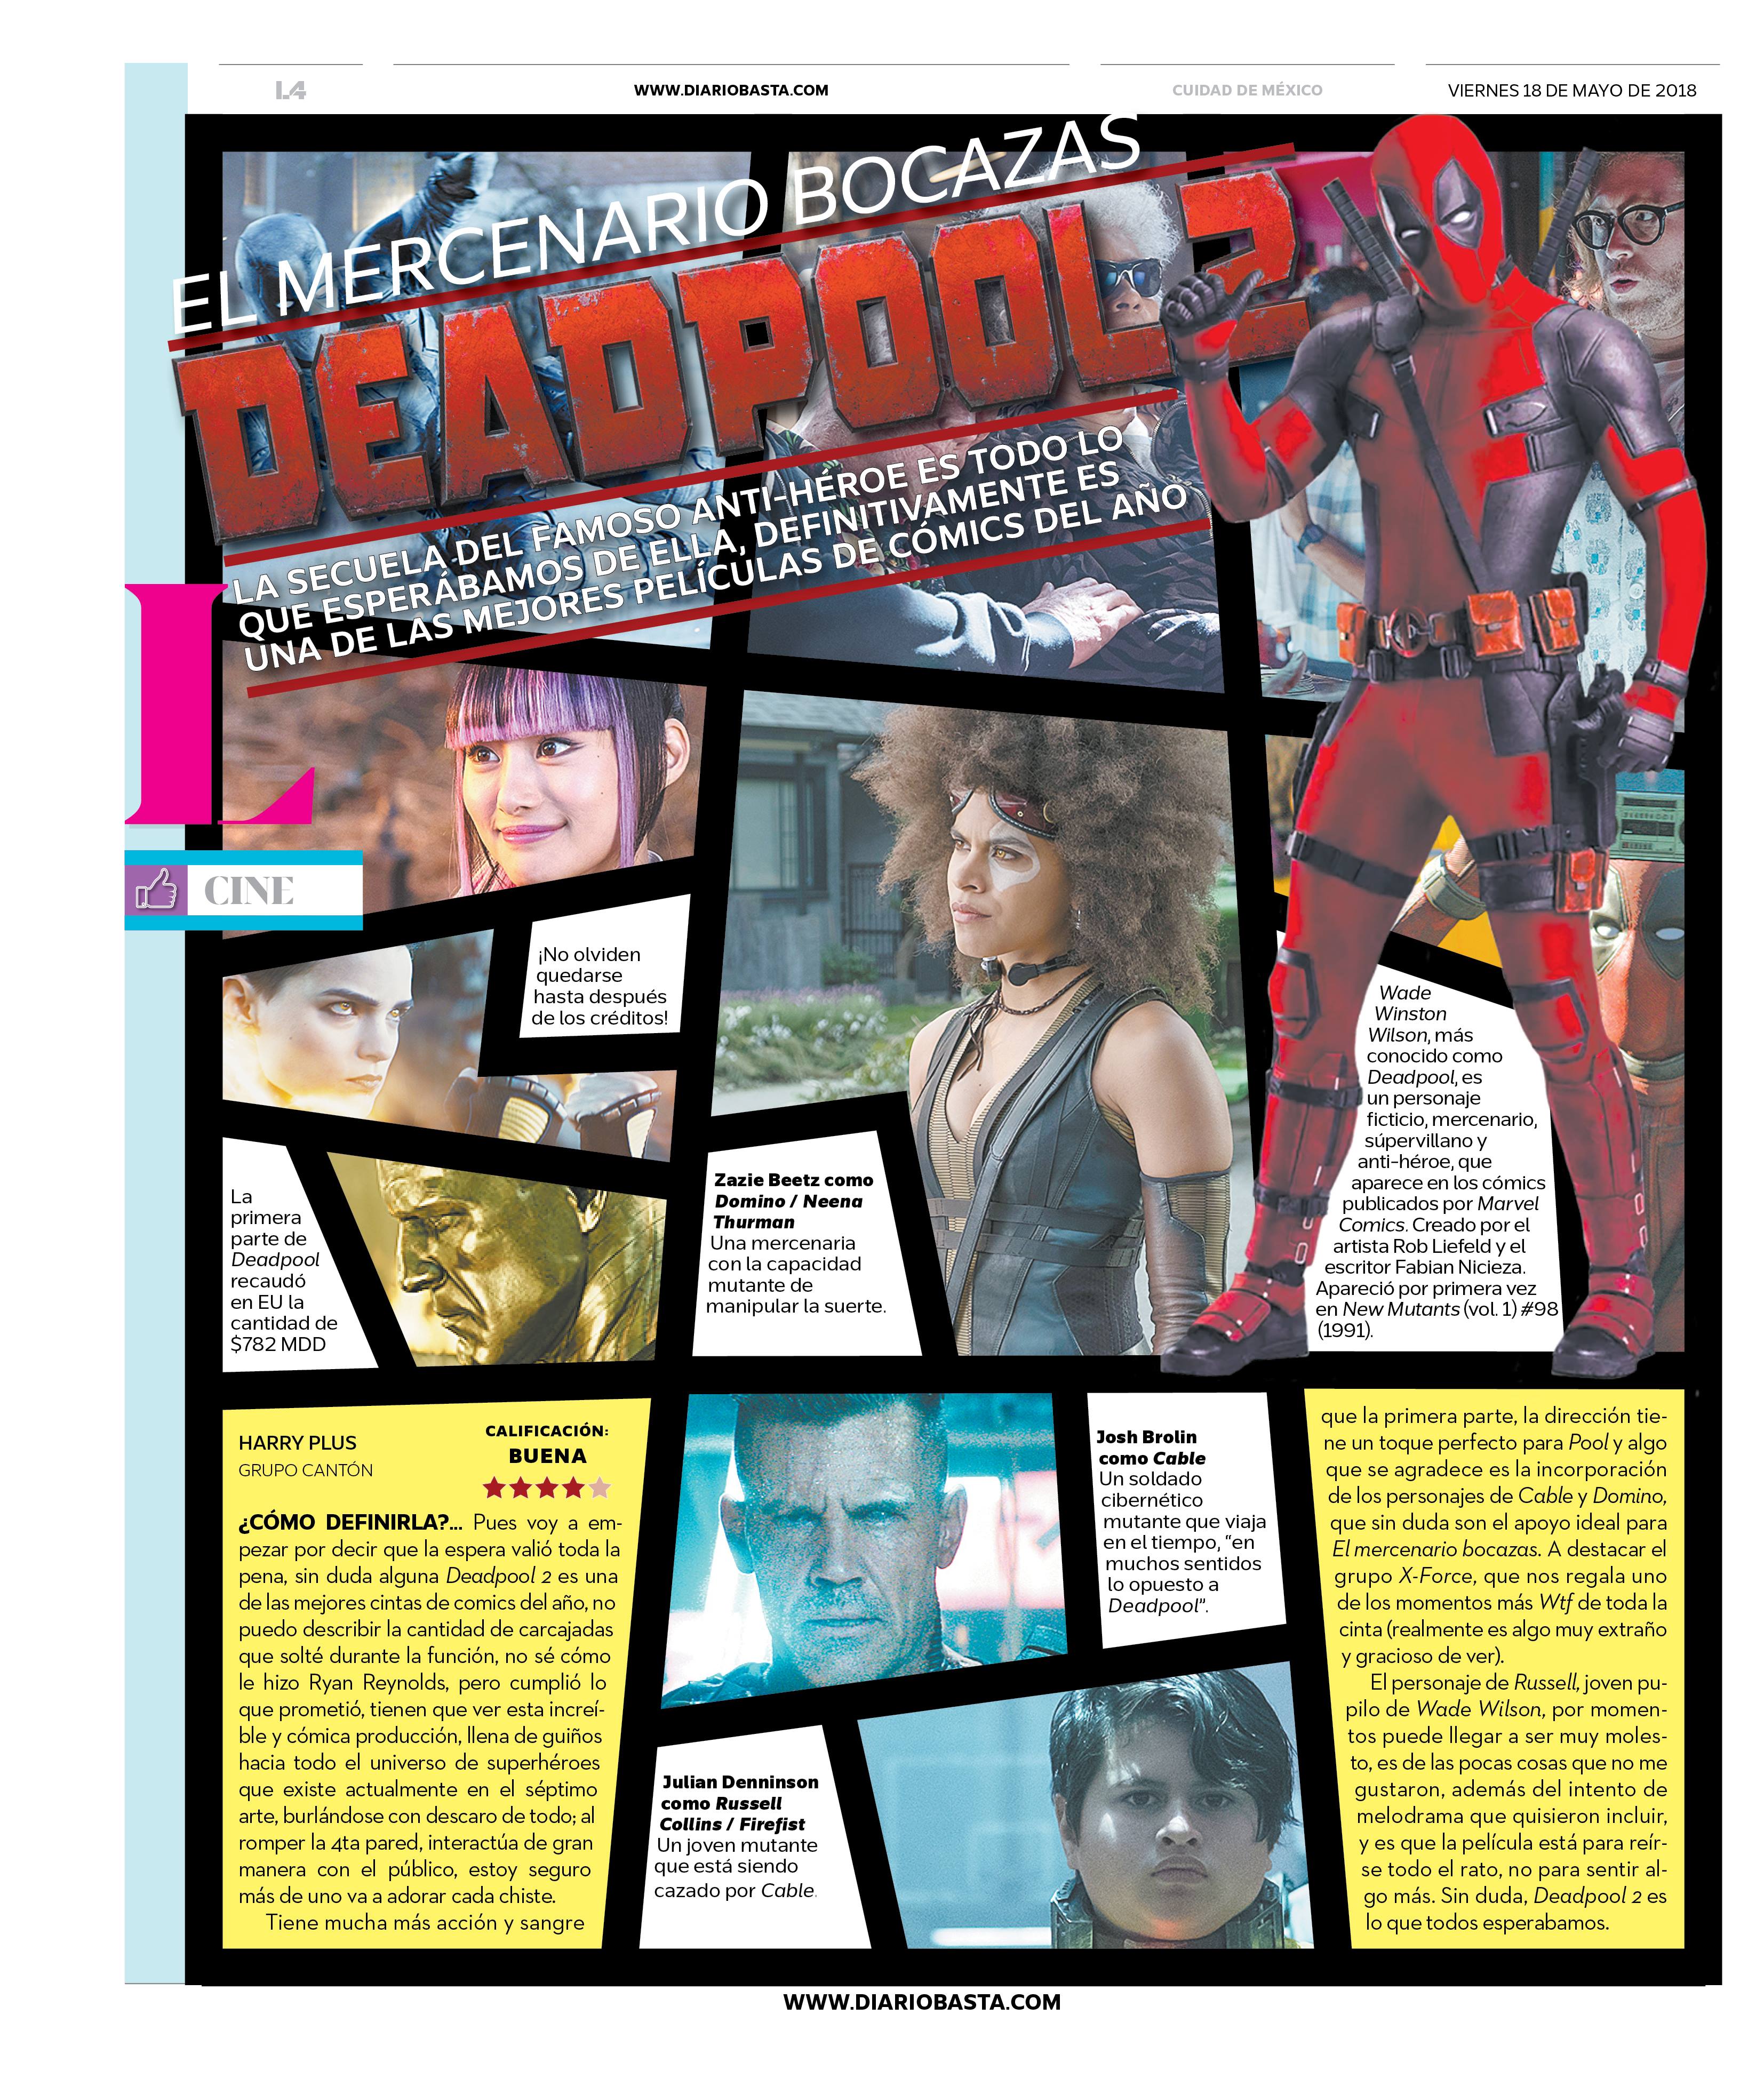 L4
WWW.DIARIOBASTA.COM
CUIDAD DE MÉXICO
VIERNES 18 DE MAYO DE 2018
EL MERCENARIO BOCAZAS
DEADPOOL 2
LA SECUELA DEL FAMOSO ANTI-HÉROE ES TODO LO
QUE ESPERÁBAMOS DE ELLA, DEFINITIVAMENTE ES
UNA DE LAS MEJORES PELÍCULAS DE CÓMICS DEL AÑO
L
CINE
¡No olviden
quedarse
hasta después
de los créditos!
La
primera
parte de
Deadpool
recaudó
en EU la
cantidad de
$782 MDD
Zazie Beetz como
Domino / Neena
Thurman
Una mercenaria
con la capacidad
mutante de
manipular la suerte.
Wade
Winston
Wilson, más
conocido como
Deadpool, es
un personaje
ficticio, mercenario,
súpervillano y
anti-héroe, que
aparece en los cómics
publicados por Marvel
Comics. Creado por el
artista Rob Liefeld y el
escritor Fabian Nicieza.
Apareció por primera vez
en New Mutants (vol. 1) #98
(1991).
HARRY PLUS
GRUPO CANTÓN
CALIFICACIÓN:
BUENA
¿CÓMO DEFINIRLA?... Pues voy a em-
pezar por decir que la espera valió toda la
pena, sin duda alguna Deadpool 2 es una
de las mejores cintas de comics del año, no
puedo describir la cantidad de carcajadas
que solté durante la función, no sé cómo
le hizo Ryan Reynolds, pero cumplió lo
que prometió, tienen que ver esta increí-
ble y cómica producción, llena de guiños
hacia todo el universo de superhéroes
que existe actualmente en el séptimo
arte, burlándose con descaro de todo; al
romper la 4ta pared, interactúa de gran
manera con el público, estoy seguro
más de uno va a adorar cada chiste.
Tiene mucha más acción y sangre
Josh Brolin
como Cable
Un soldado
cibernético
mutante que viaja
en el tiempo, “en
muchos sentidos
lo opuesto a
Deadpool”.
Julian Denninson
como Russell
Collins / Firefist
Un joven mutante
que está siendo
cazado por Cable.
que la primera parte, la dirección tie-
ne un toque perfecto para Pool y algo
que se agradece es la incorporación
de los personajes de Cable y Domino,
que sin duda son el apoyo ideal para
El mercenario bocazas. A destacar el
grupo X-Force, que nos regala uno
de los momentos más Wtf de toda la
cinta (realmente es algo muy extraño
y gracioso de ver).
El personaje de Russell, joven pu-
pilo de Wade Wilson, por momen-
tos puede llegar a ser muy moles-
to, es de las pocas cosas que no me
gustaron, además del intento de
melodrama que quisieron incluir,
y es que la película está para reír-
se todo el rato, no para sentir al-
go más. Sin duda, Deadpool 2 es
lo que todos esperabamos.
WWW.DIARIOBASTA.COM